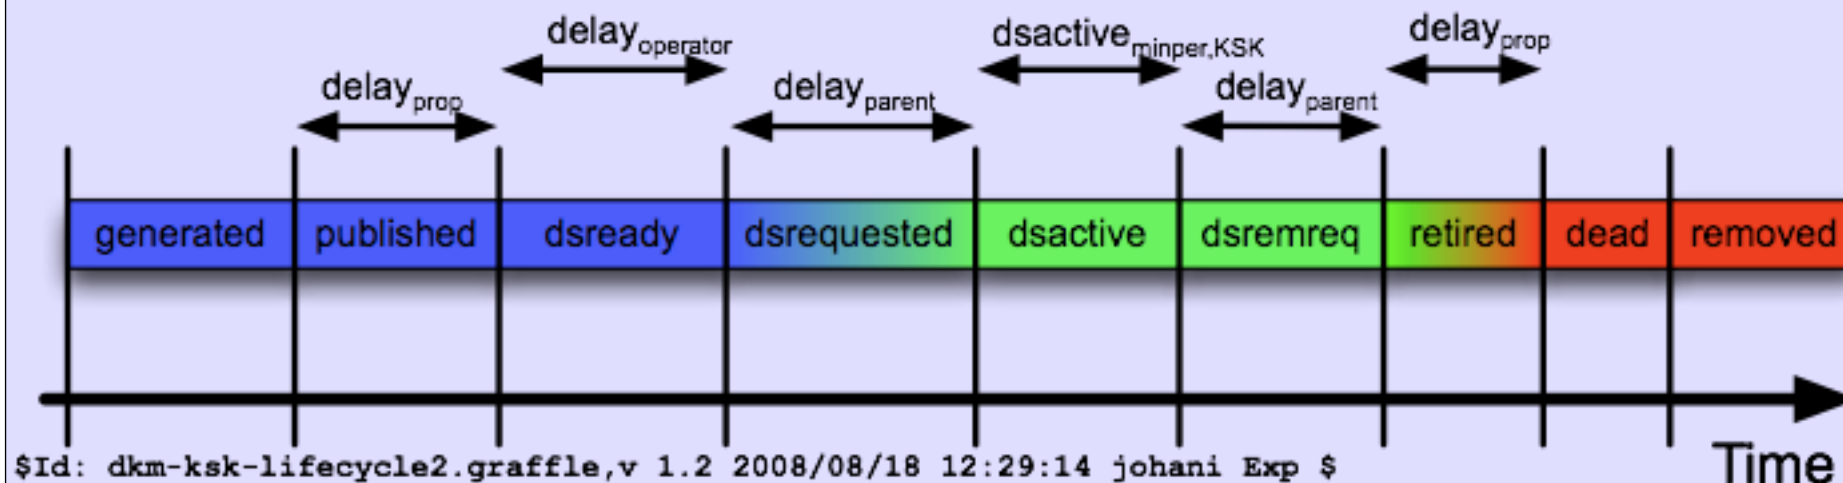 delay_operator dsactive_minper,KSK delay_prop
delay_prop delay_parent delay_parent
generated published dsready dsrequested dsactive dsremreq retired dead removed
$Id: dkm-ksk-lifecycle2.graffle,v 1.2 2008/08/18 12:29:14 johani Exp $
Time